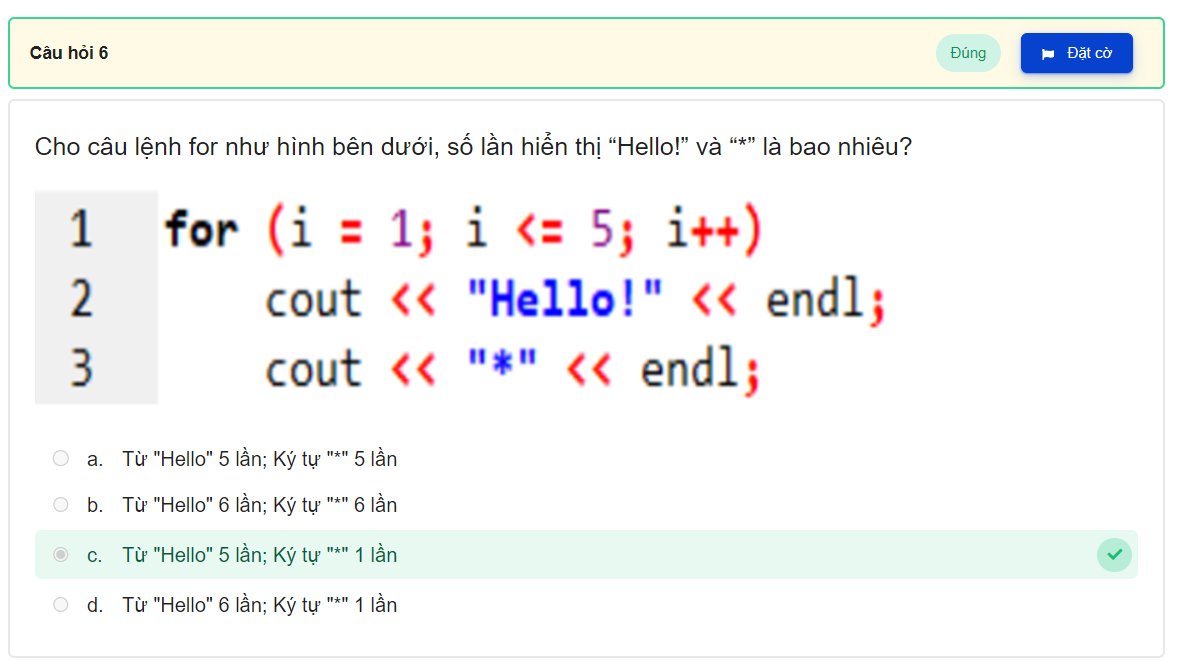 Câu hỏi 6
Đúng
Đặt cờ
Cho câu lệnh for như hình bên dưới, số lần hiển thị “Hello!” và “*” là bao nhiêu?
1 for (i = 1; i <= 5; i++)
2 cout << "Hello!" << endl;
3 cout << "*" << endl;
a. Từ "Hello" 5 lần; Ký tự "*" 5 lần
b. Từ "Hello" 6 lần; Ký tự "*" 6 lần
c. Từ "Hello" 5 lần; Ký tự "*" 1 lần
d. Từ "Hello" 6 lần; Ký tự "*" 1 lần